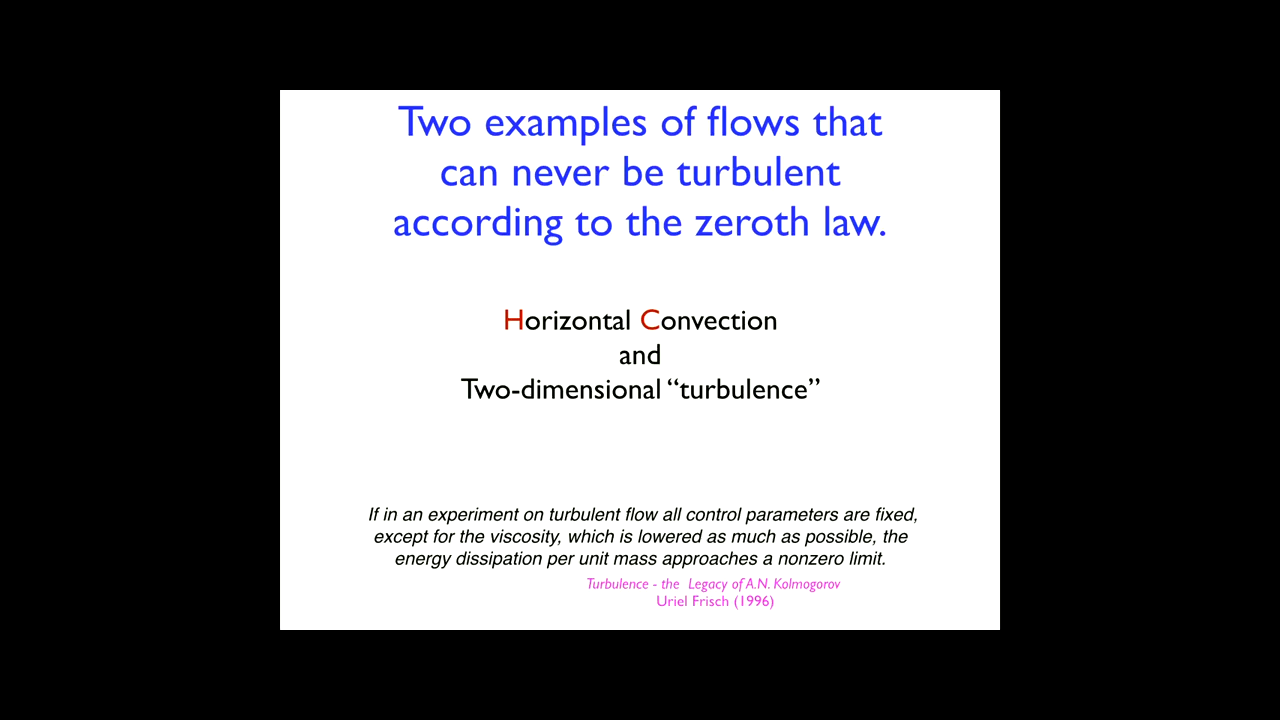 Two examples of flows that
can never be turbulent
according to the zeroth law.
Horizontal Convection
and
Two-dimensional “turbulence”
If in an experiment on turbulent flow all control parameters are fixed,
except for the viscosity, which is lowered as much as possible, the
energy dissipation per unit mass approaches a nonzero limit.
Turbulence - the Legacy of A.N. Kolmogorov
Uriel Frisch (1996)